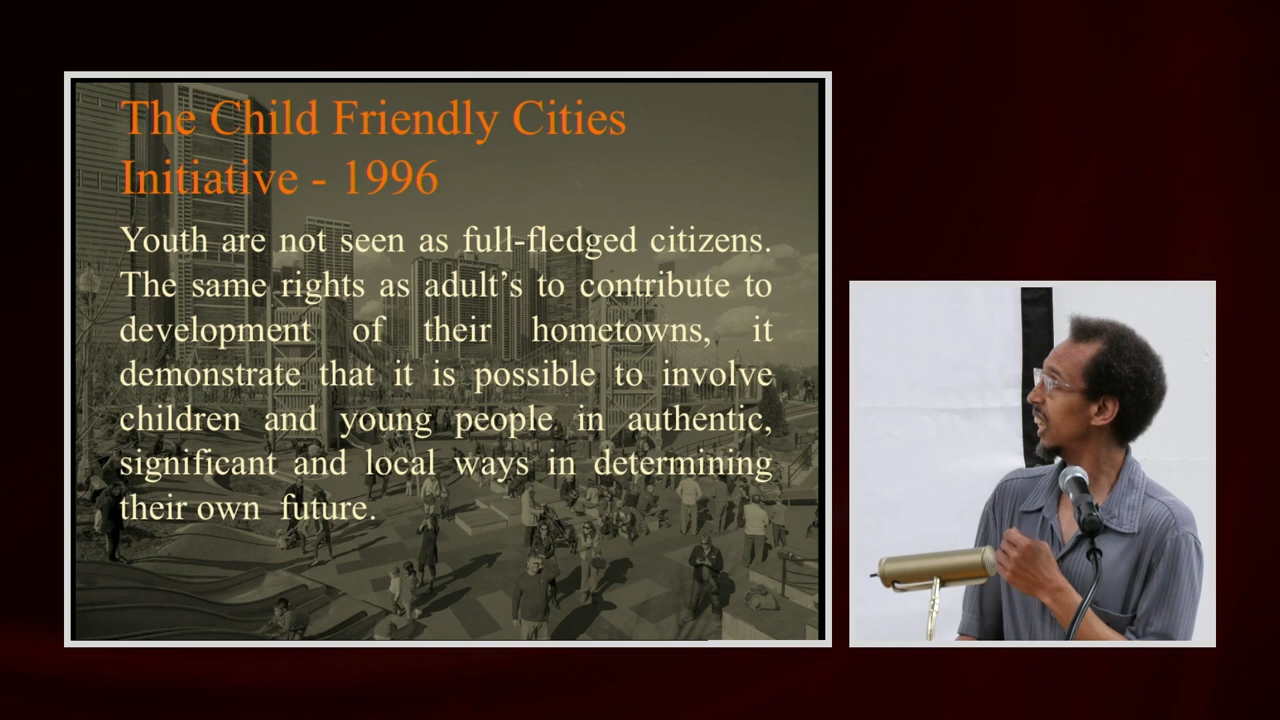 The Child Friendly Cities
Initiative - 1996
Youth are not seen as full-fledged citizens.
The same rights as adult's to contribute to
development of their hometowns, it
demonstrate that it is possible to involve
children and young people in authentic,
significant and local ways in determining
their own future.